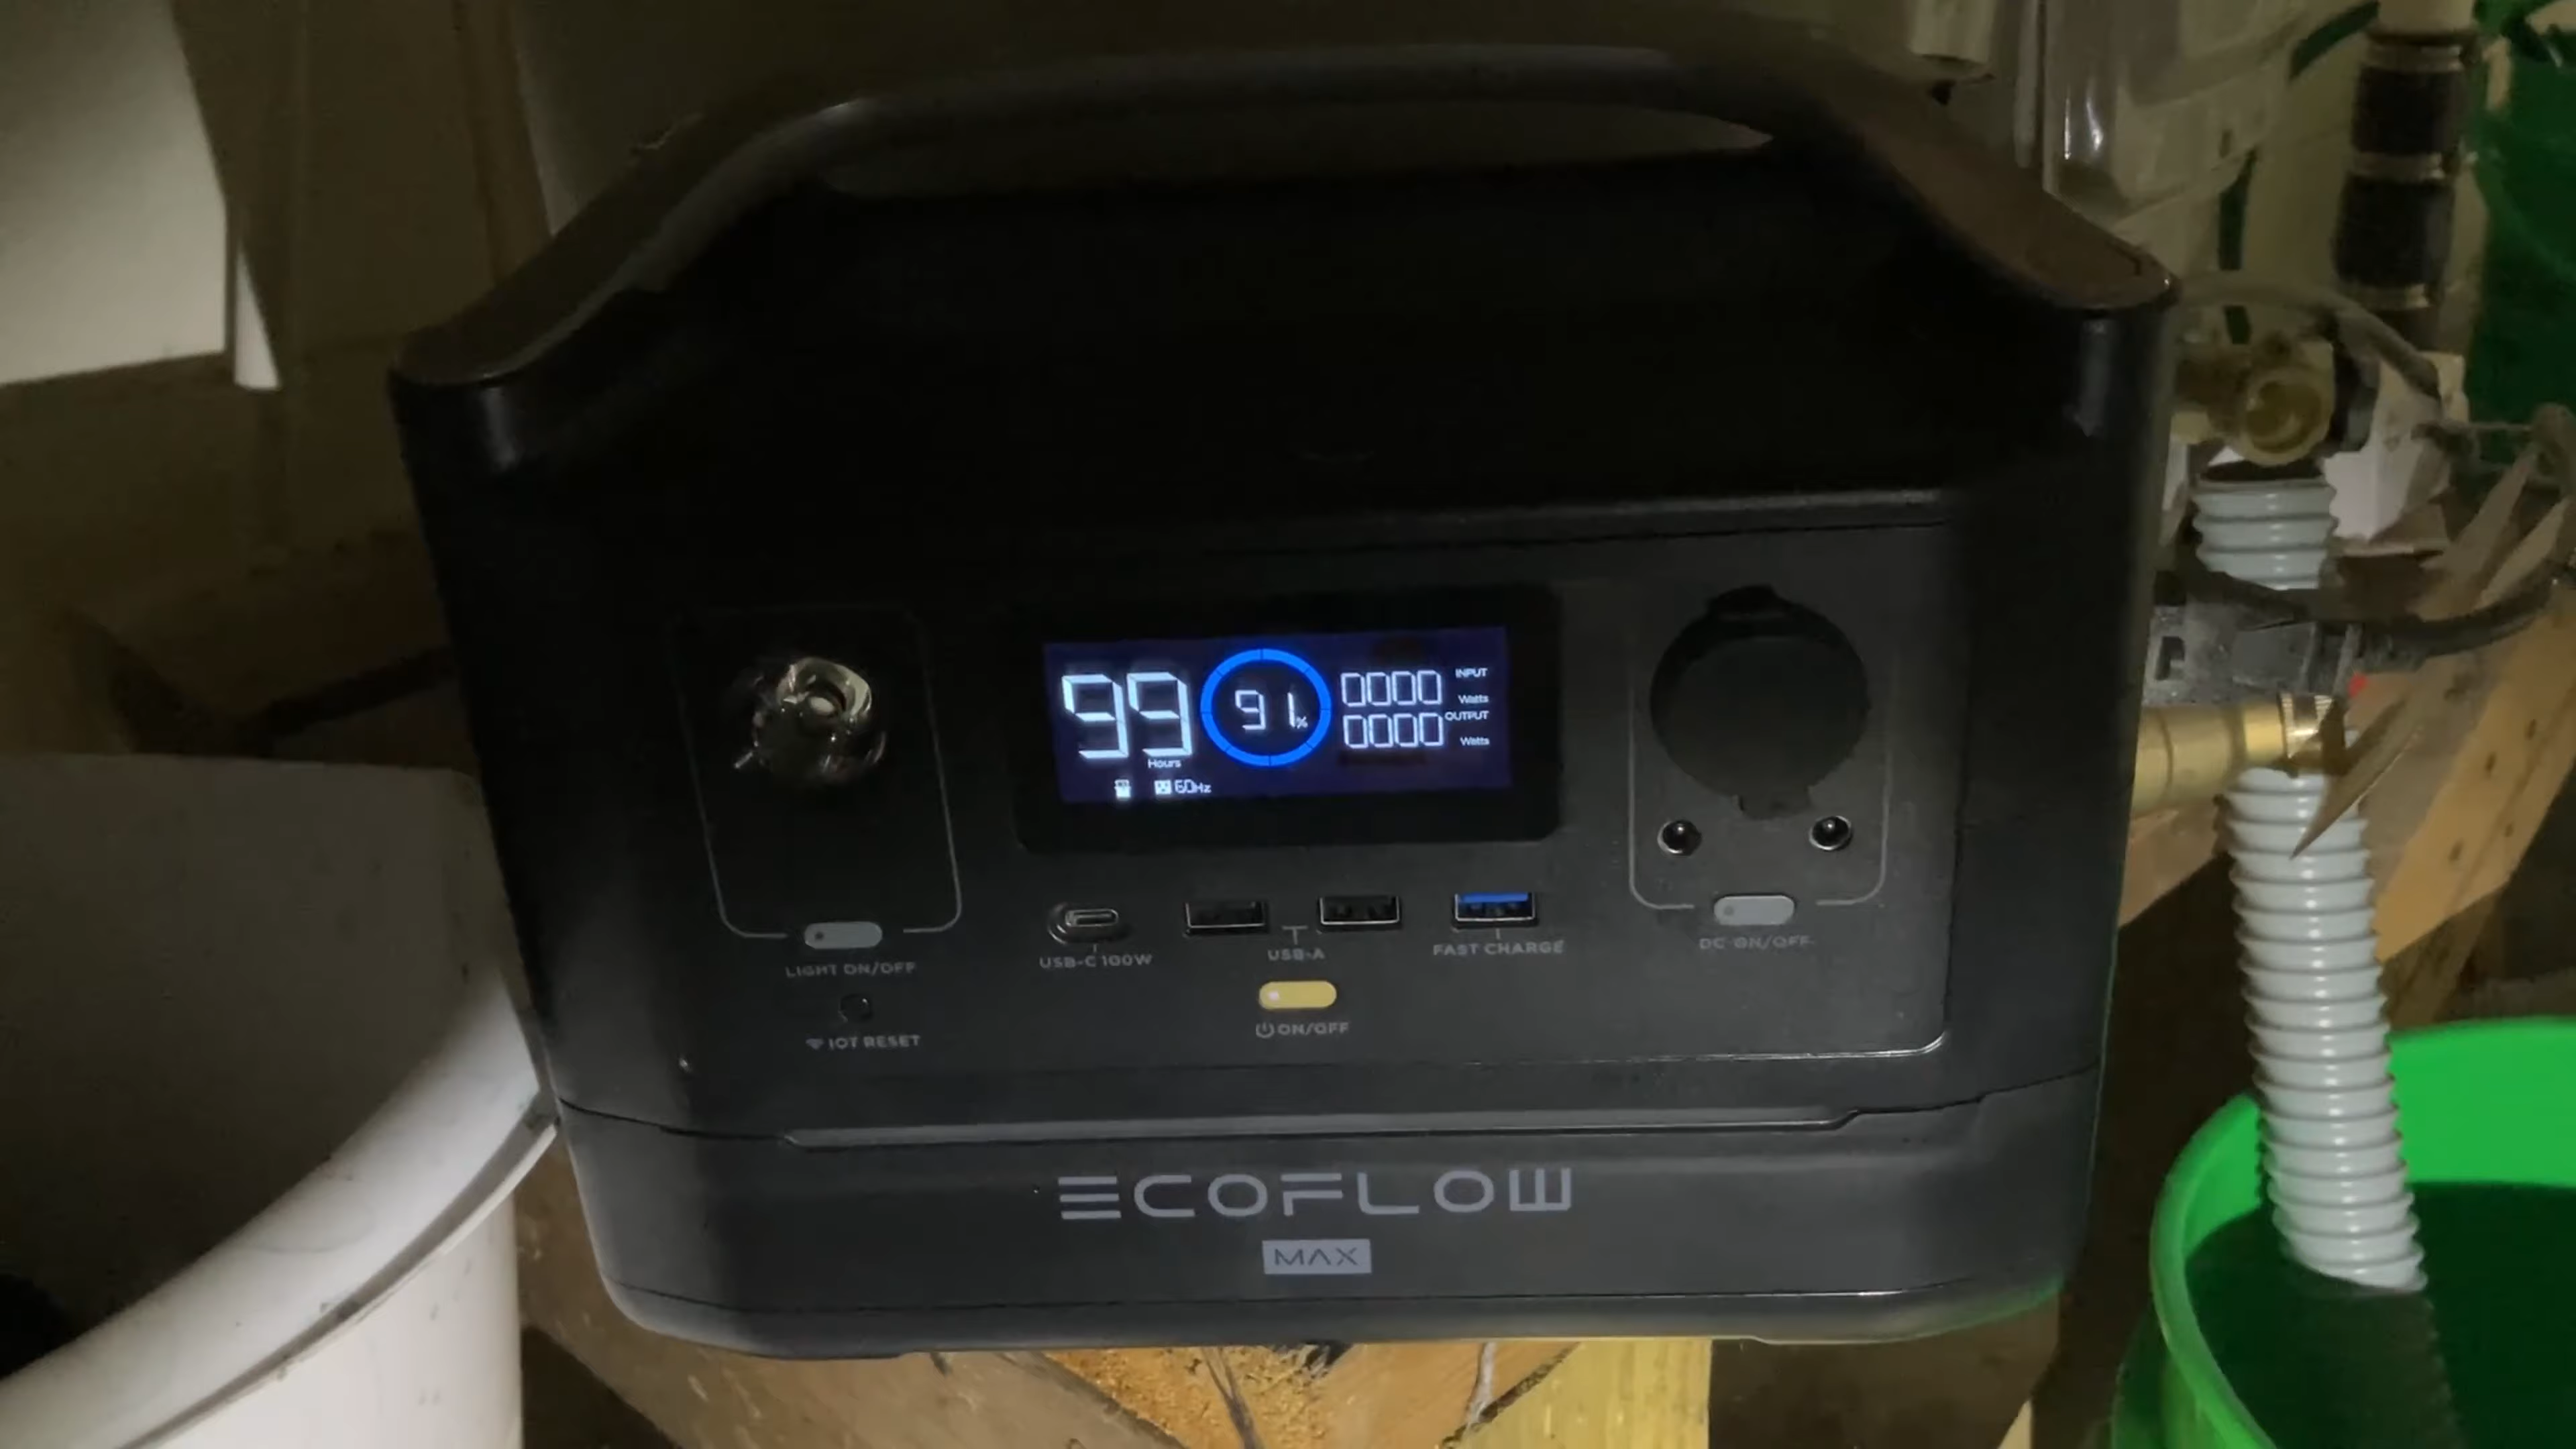 99
Hours
60Hz
91%
0000 INPUT
Watts
0000 OUTPUT
Watts
LIGHT ON/OFF
IOT RESET
USB-C 100W
USB-A
FAST CHARGE
DC ON/OFF
ON/OFF
ECOFLOW
MAX